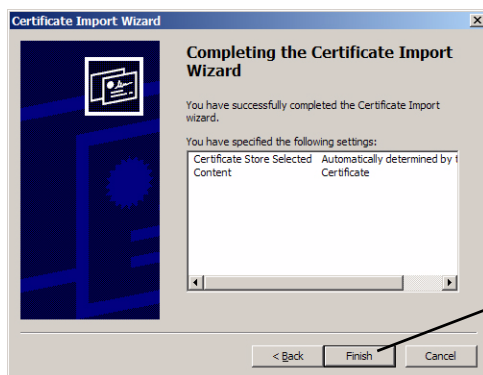 Certificate Import Wizard
Completing the Certificate Import
Wizard
You have successfully completed the Certificate Import
wizard.
You have specified the following settings:
Certificate Store Selected Automatically determined by t
Content Certificate
< Back Finish Cancel